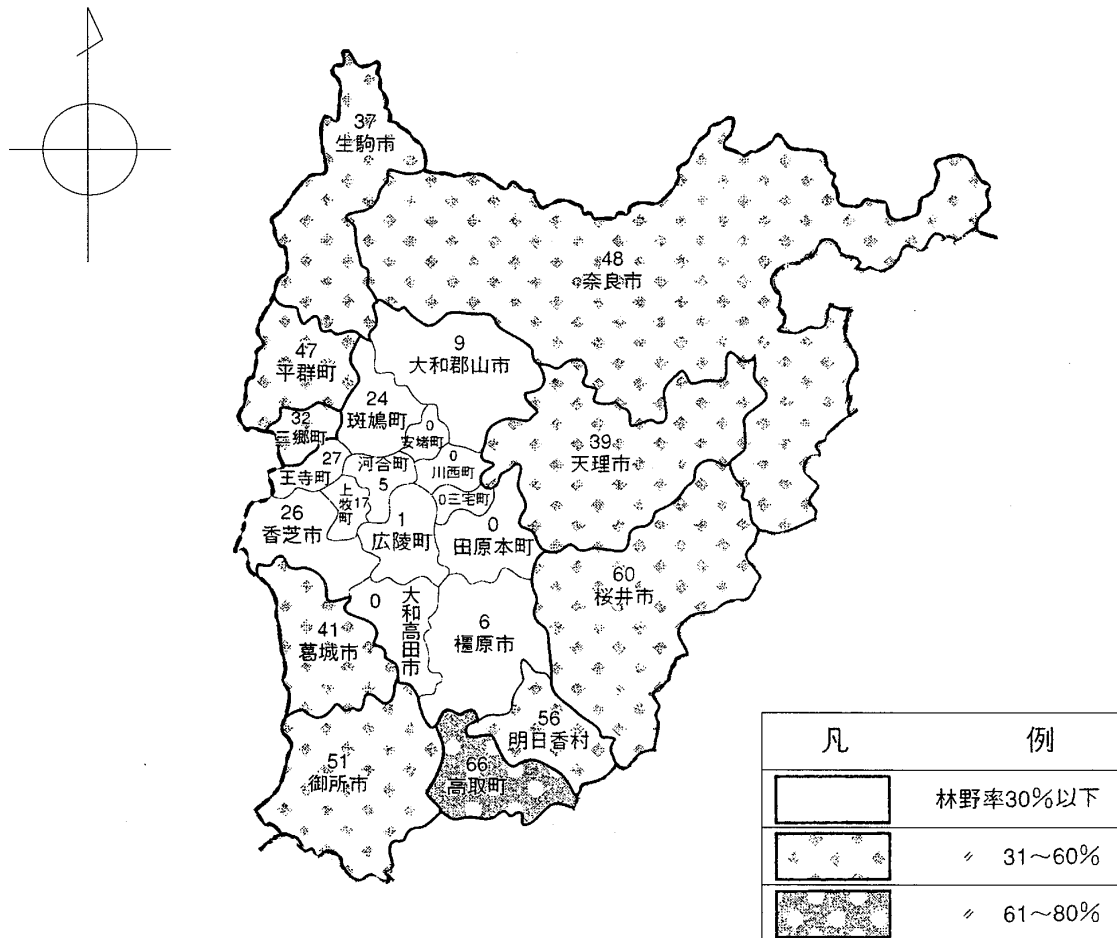 37
生駒市
48
奈良市
9
大和郡山市
47
平群町
24
斑鳩町
0
安堵町
32
三郷町
39
天理市
27
王寺町
河合町
5
0
川西町
上牧町 17
0三宅町
26
香芝市
1
広陵町
0
田原本町
60
桜井市
0
大和高田市
6
橿原市
41
葛城市
56
明日香村
51
御所市
66
高取町
凡 例
林野率30%以下
〃 31～60%
〃 61～80%